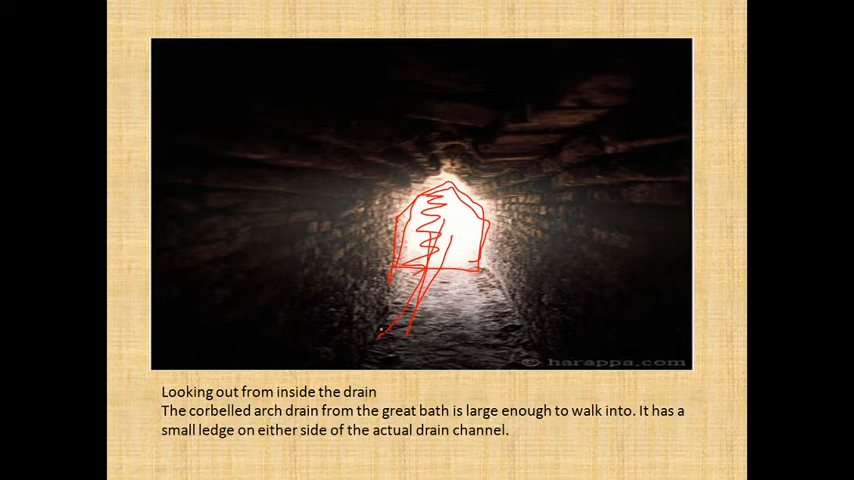 harappa.com
Looking out from inside the drain
The corbelled arch drain from the great bath is large enough to walk into. It has a
small ledge on either side of the actual drain channel.